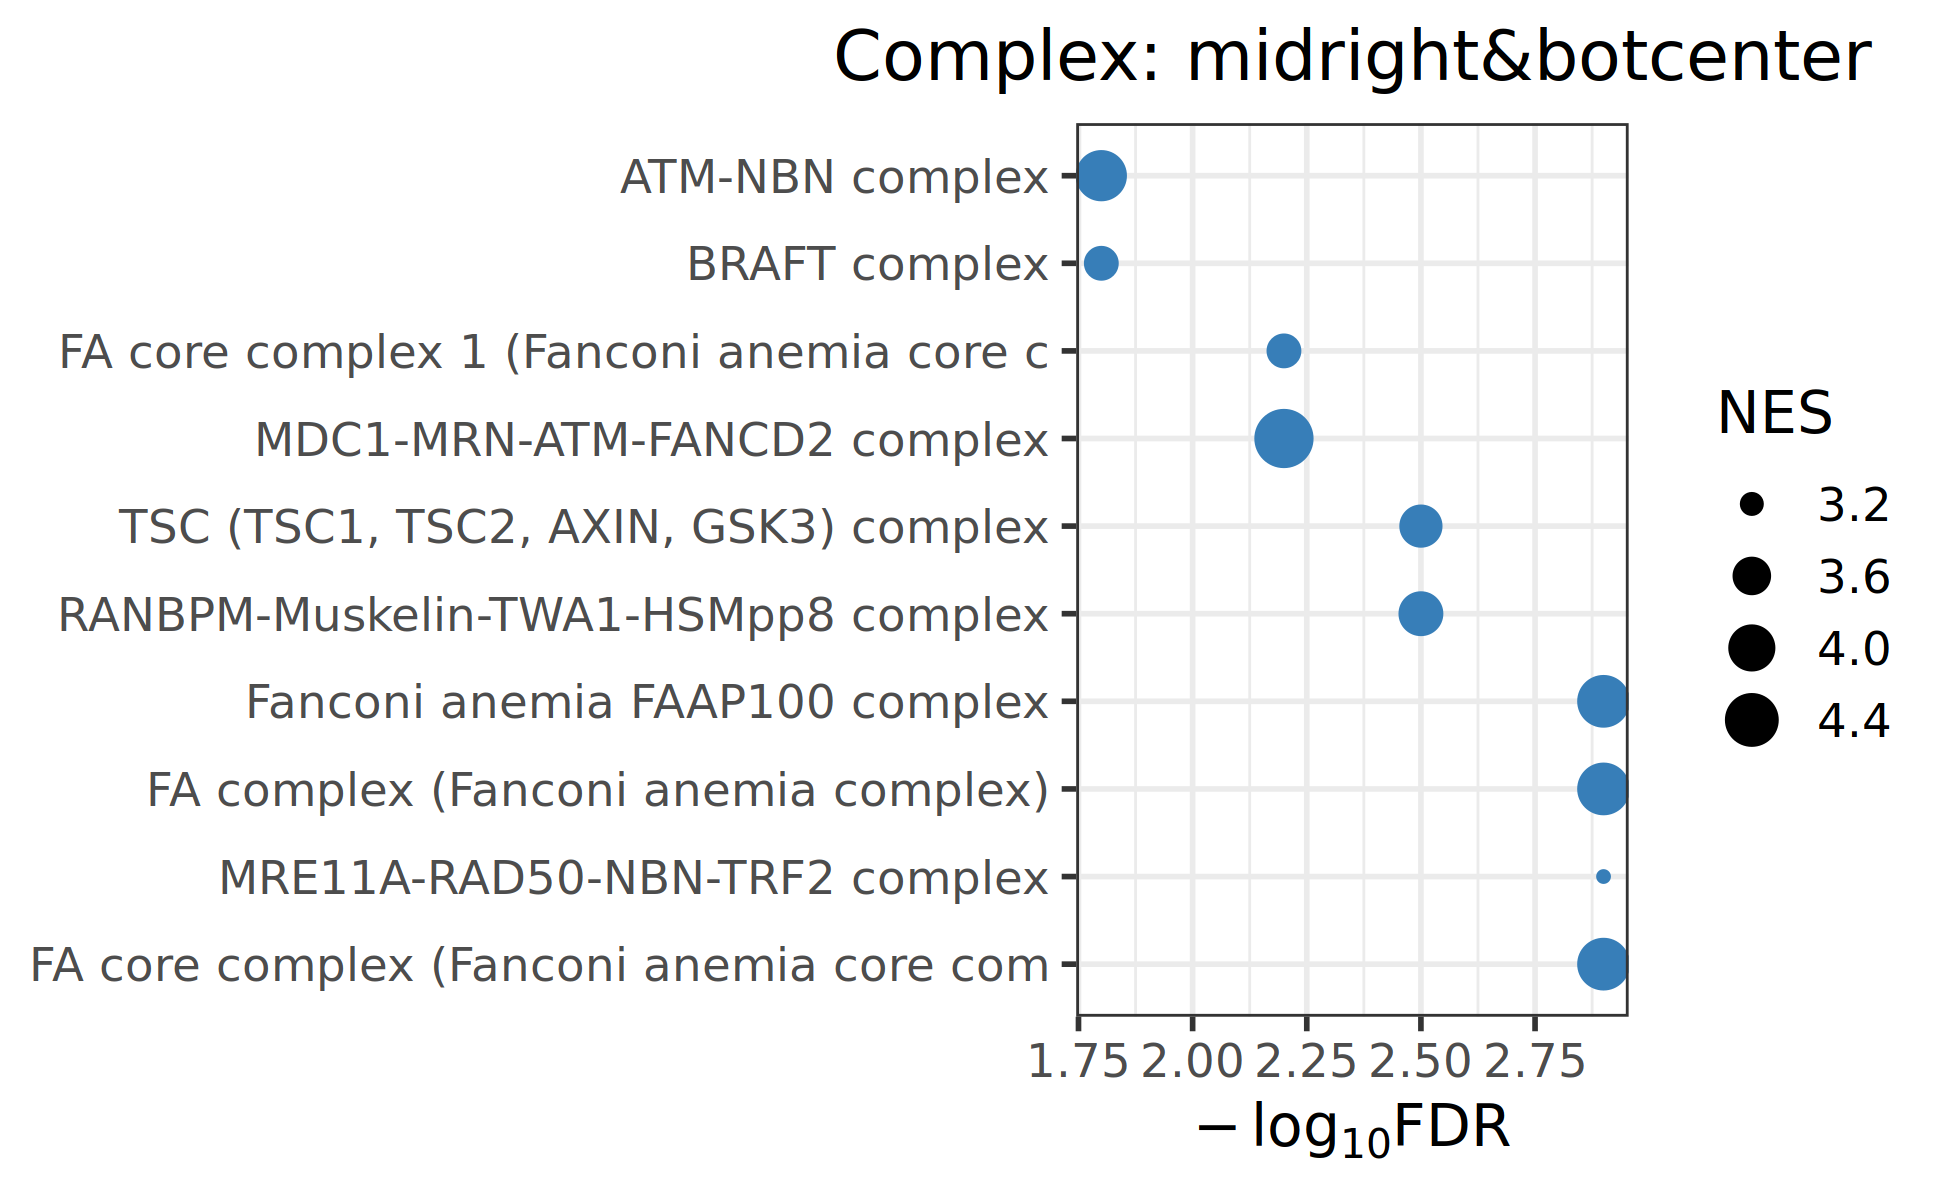 Complex: midright&botcenter
ATM-NBN complex
BRAFT complex
FA core complex 1 (Fanconi anemia core c
MDC1-MRN-ATM-FANCD2 complex
TSC (TSC1, TSC2, AXIN, GSK3) complex
RANBPM-Muskelin-TWA1-HSMpp8 complex
Fanconi anemia FAAP100 complex
FA complex (Fanconi anemia complex)
MRE11A-RAD50-NBN-TRF2 complex
FA core complex (Fanconi anemia core com
1.75 2.00 2.25 2.50 2.75
− log₁₀FDR
NES
3.2
3.6
4.0
4.4